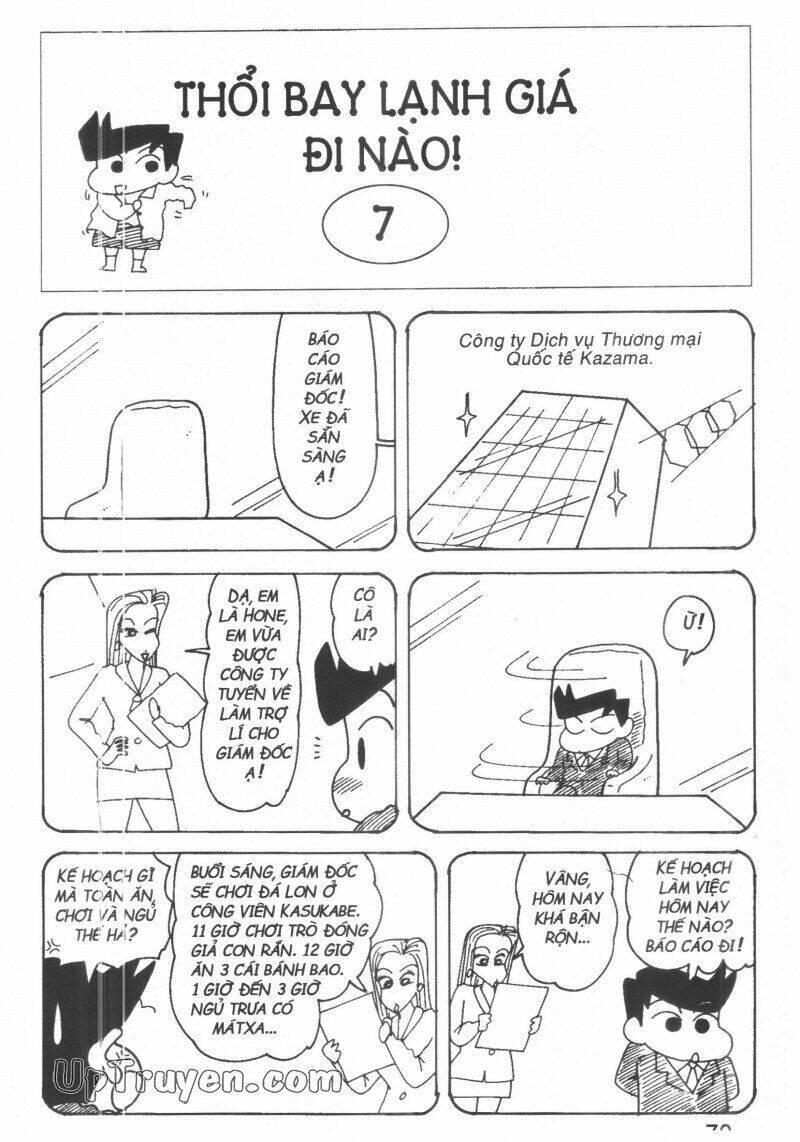 THỔI BAY LẠNH GIÁ
ĐI NÀO!
7
Công ty Dịch vụ Thương mại
Quốc tế Kazama.
BÁO
CÁO
GIÁM
ĐỐC!
XE ĐÃ
SẴN
SÀNG
Ạ!
Ừ!
CÔ
LÀ
AI?
DẠ, EM
LÀ HONE,
EM VỪA
ĐƯỢC
CÔNG TY
TUYỂN VỀ
LÀM TRỢ
LÍ CHO
GIÁM ĐỐC
Ạ!
KẾ HOẠCH
LÀM VIỆC
HÔM NAY
THẾ NÀO?
BÁO CÁO ĐI!
VÂNG,
HÔM NAY
KHÁ BẬN
RỘN...
BUỔI SÁNG, GIÁM ĐỐC
SẼ CHƠI ĐÁ LON Ở
CÔNG VIÊN KASUKABE.
11 GIỜ CHƠI TRÒ ĐÓNG
GIẢ CON RẮN. 12 GIỜ
ĂN 3 CÁI BÁNH BAO.
1 GIỜ ĐẾN 3 GIỜ
NGỦ TRƯA CÓ
MÁTXA...
KẾ HOẠCH GÌ
MÀ TOÀN ĂN,
CHƠI VÀ NGỦ
THẾ HẢ?
UpTruyen.com